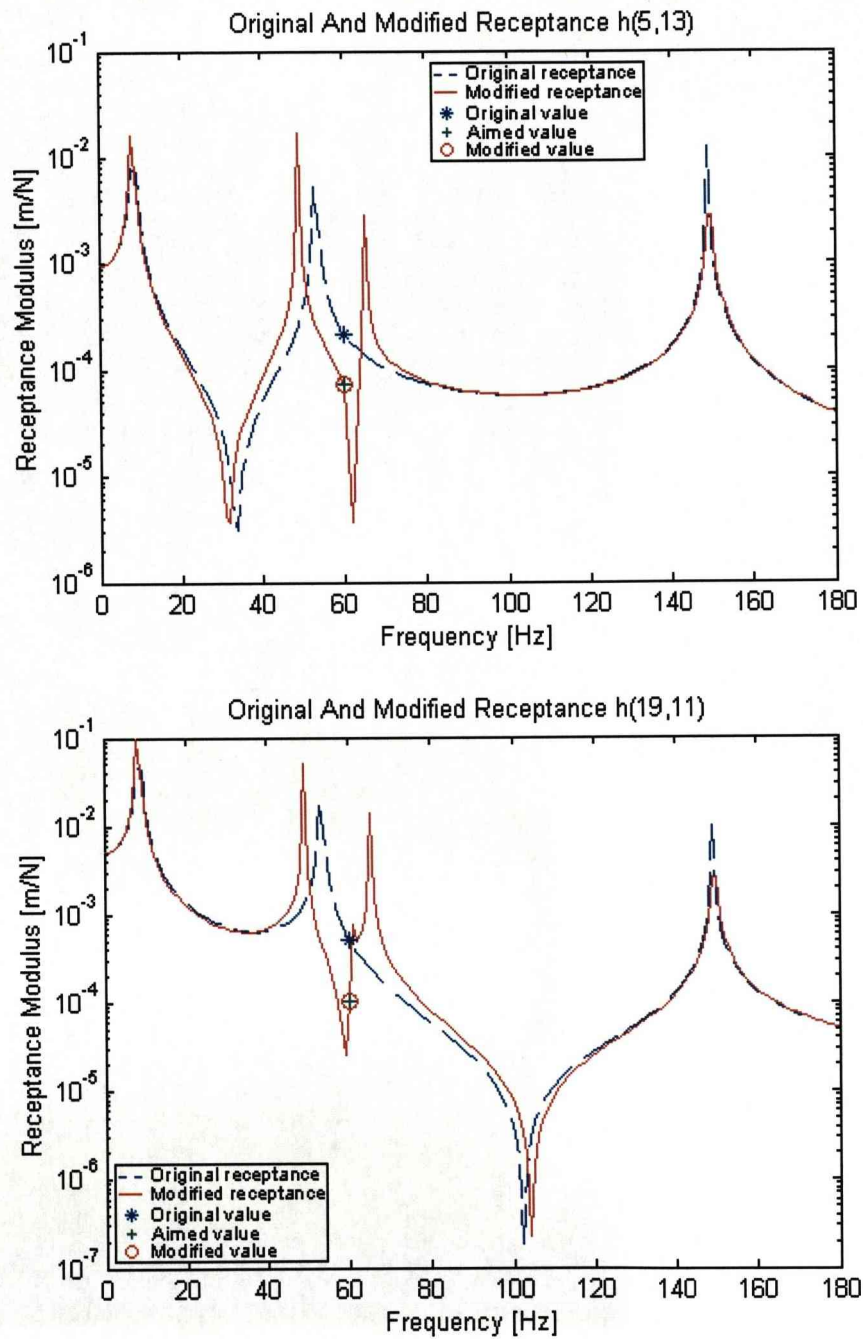 Original And Modified Receptance h(5,13)
Receptance Modulus [m/N]
10^-1
10^-2
10^-3
10^-4
10^-5
10^-6
Original receptance
Modified receptance
Original value
Aimed value
Modified value
0 20 40 60 80 100 120 140 160 180
Frequency [Hz]
Original And Modified Receptance h(19,11)
Receptance Modulus [m/N]
10^-1
10^-2
10^-3
10^-4
10^-5
10^-6
10^-7
Original receptance
Modified receptance
Original value
Aimed value
Modified value
0 20 40 60 80 100 120 140 160 180
Frequency [Hz]